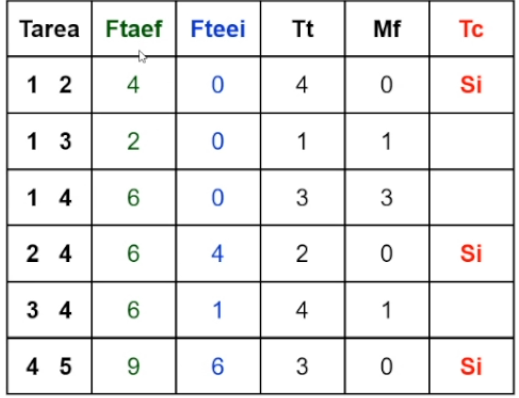 Tarea Ftaef Fteei Tt Mf Tc
1 2 4 0 4 0 Si
1 3 2 0 1 1
1 4 6 0 3 3
2 4 6 4 2 0 Si
3 4 6 1 4 1
4 5 9 6 3 0 Si